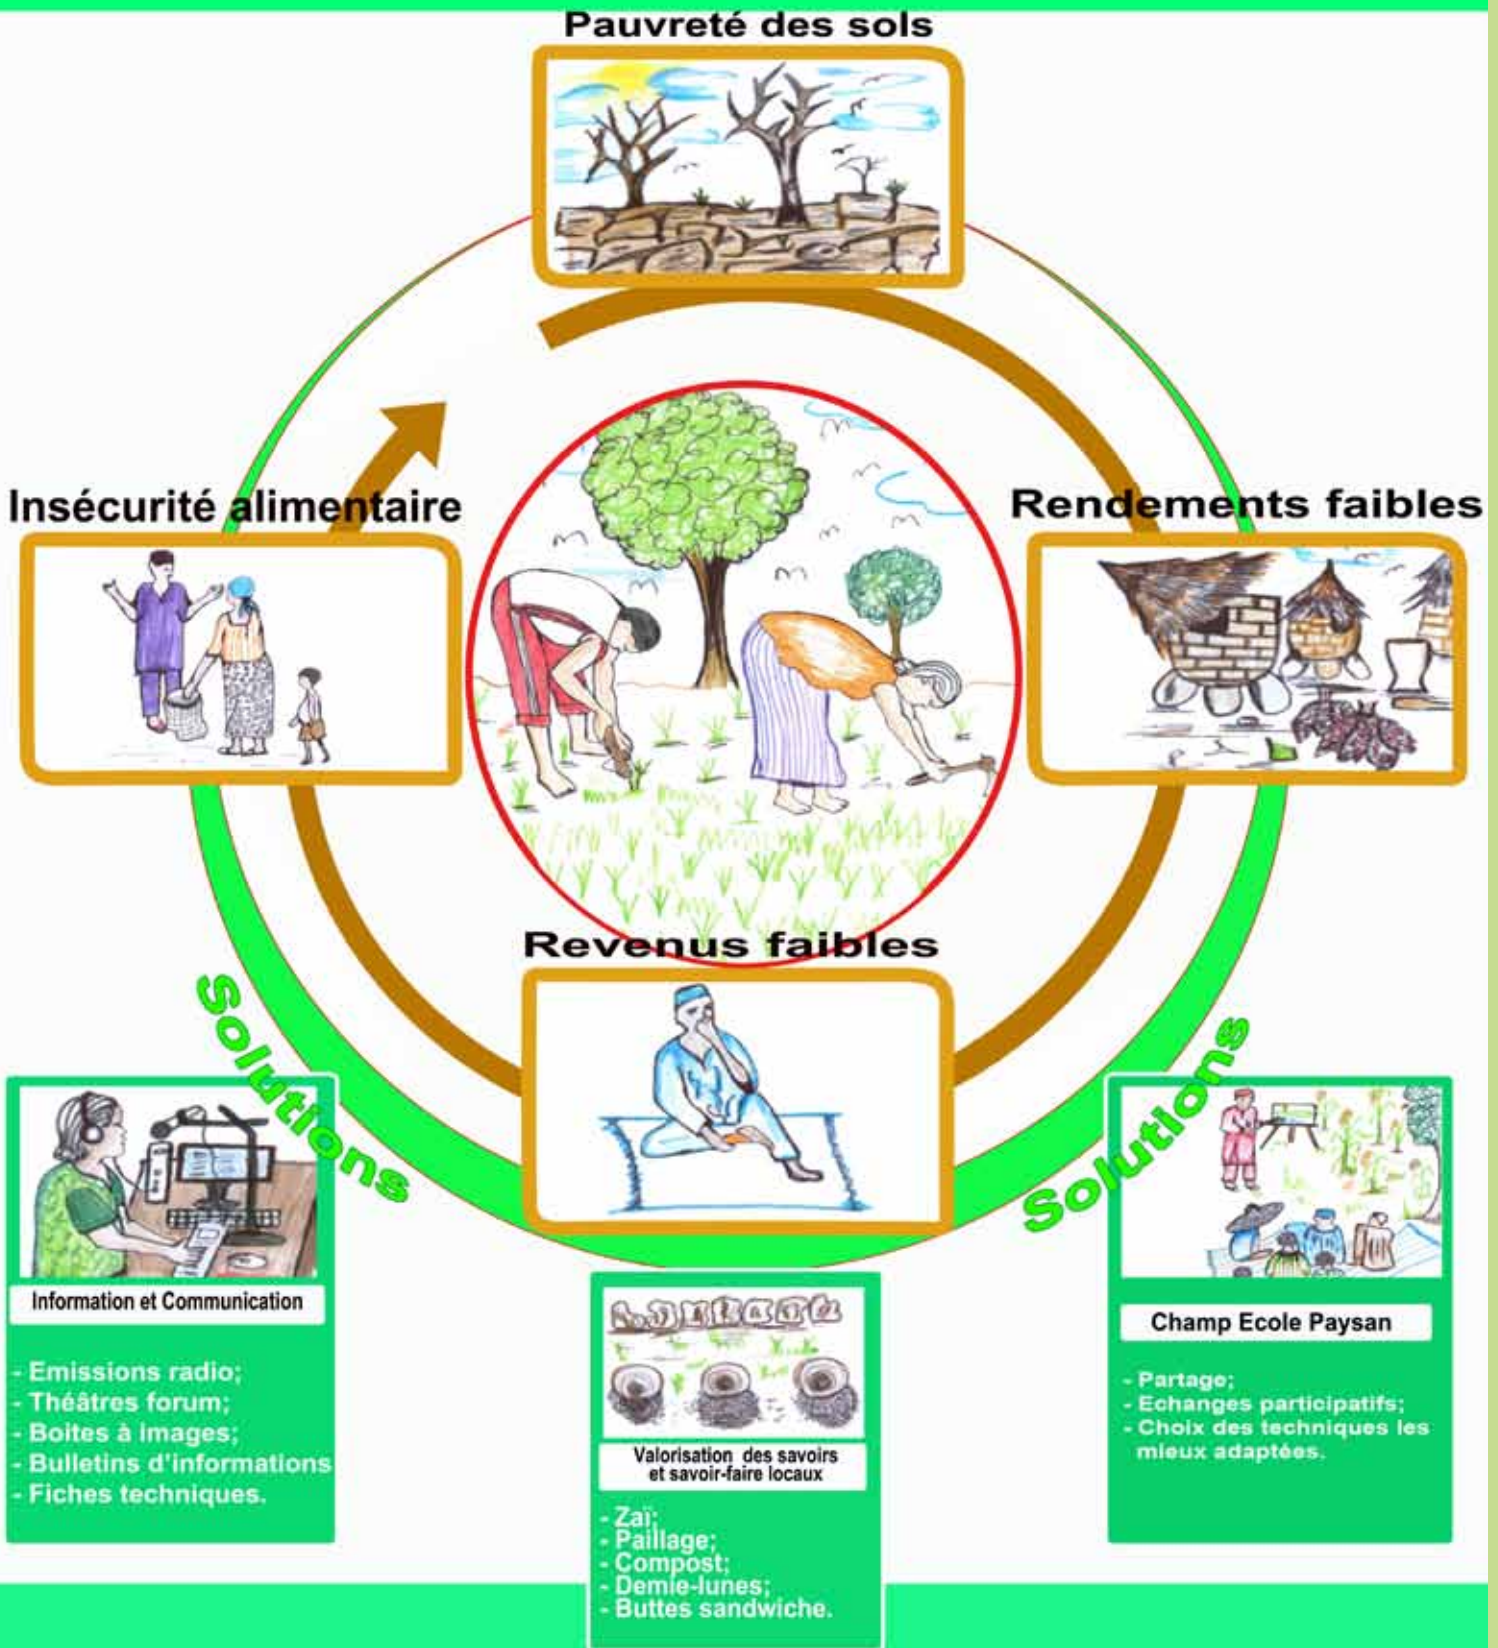 Pauvreté des sols
Insécurité alimentaire
Rendements faibles
Revenus faibles
Solutions
Solutions
Information et Communication
- Emissions radio;
- Théâtres forum;
- Boites à images;
- Bulletins d'informations
- Fiches techniques.
Valorisation des savoirs
et savoir-faire locaux
- Zaï;
- Paillage;
- Compost;
- Demie-lunes;
- Buttes sandwiche.
Champ Ecole Paysan
- Partage;
- Echanges participatifs;
- Choix des techniques les
mieux adaptées.